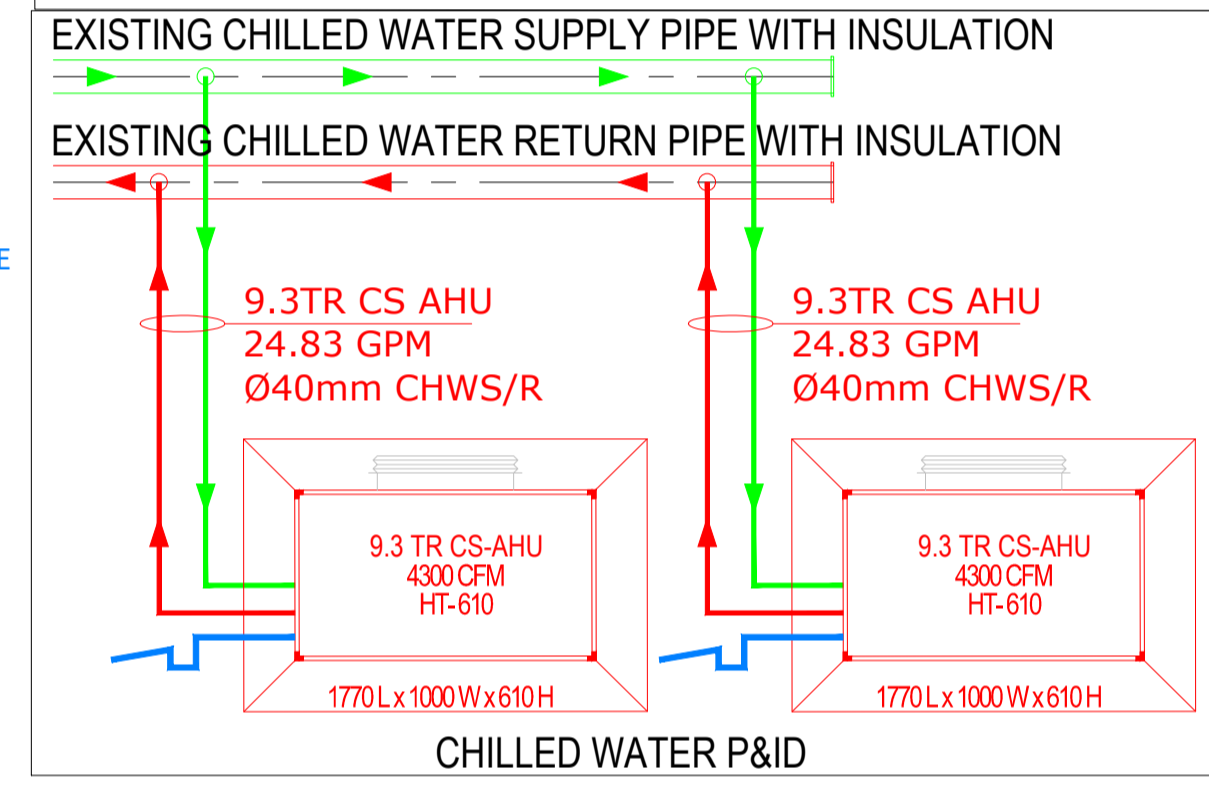 EXISTING CHILLED WATER SUPPLY PIPE WITH INSULATION
EXISTING CHILLED WATER RETURN PIPE WITH INSULATION
E
9.3TR CS AHU
24.83 GPM
Ø40mm CHWS/R
9.3TR CS AHU
24.83 GPM
Ø40mm CHWS/R
9.3 TR CS-AHU
4300 CFM
HT-610
1770 L x 1000 W x 610 H
9.3 TR CS-AHU
4300 CFM
HT-610
1770 L x 1000 W x 610 H
CHILLED WATER P&ID